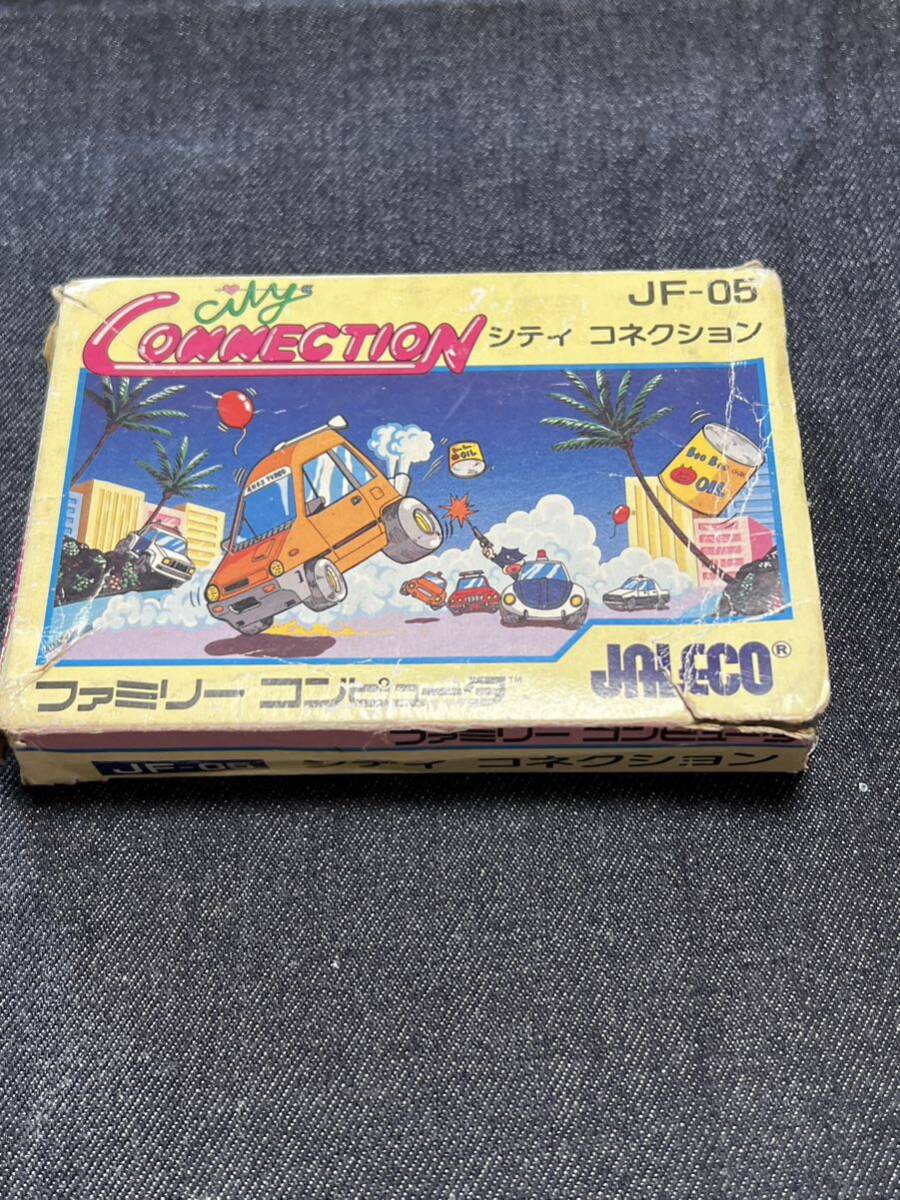 City
CONNECTION
シティ コネクション
JF-05
JALECO®
ファミリー コンピュータ™
ファミリー コンピュータ
JF-05 シティ コネクション